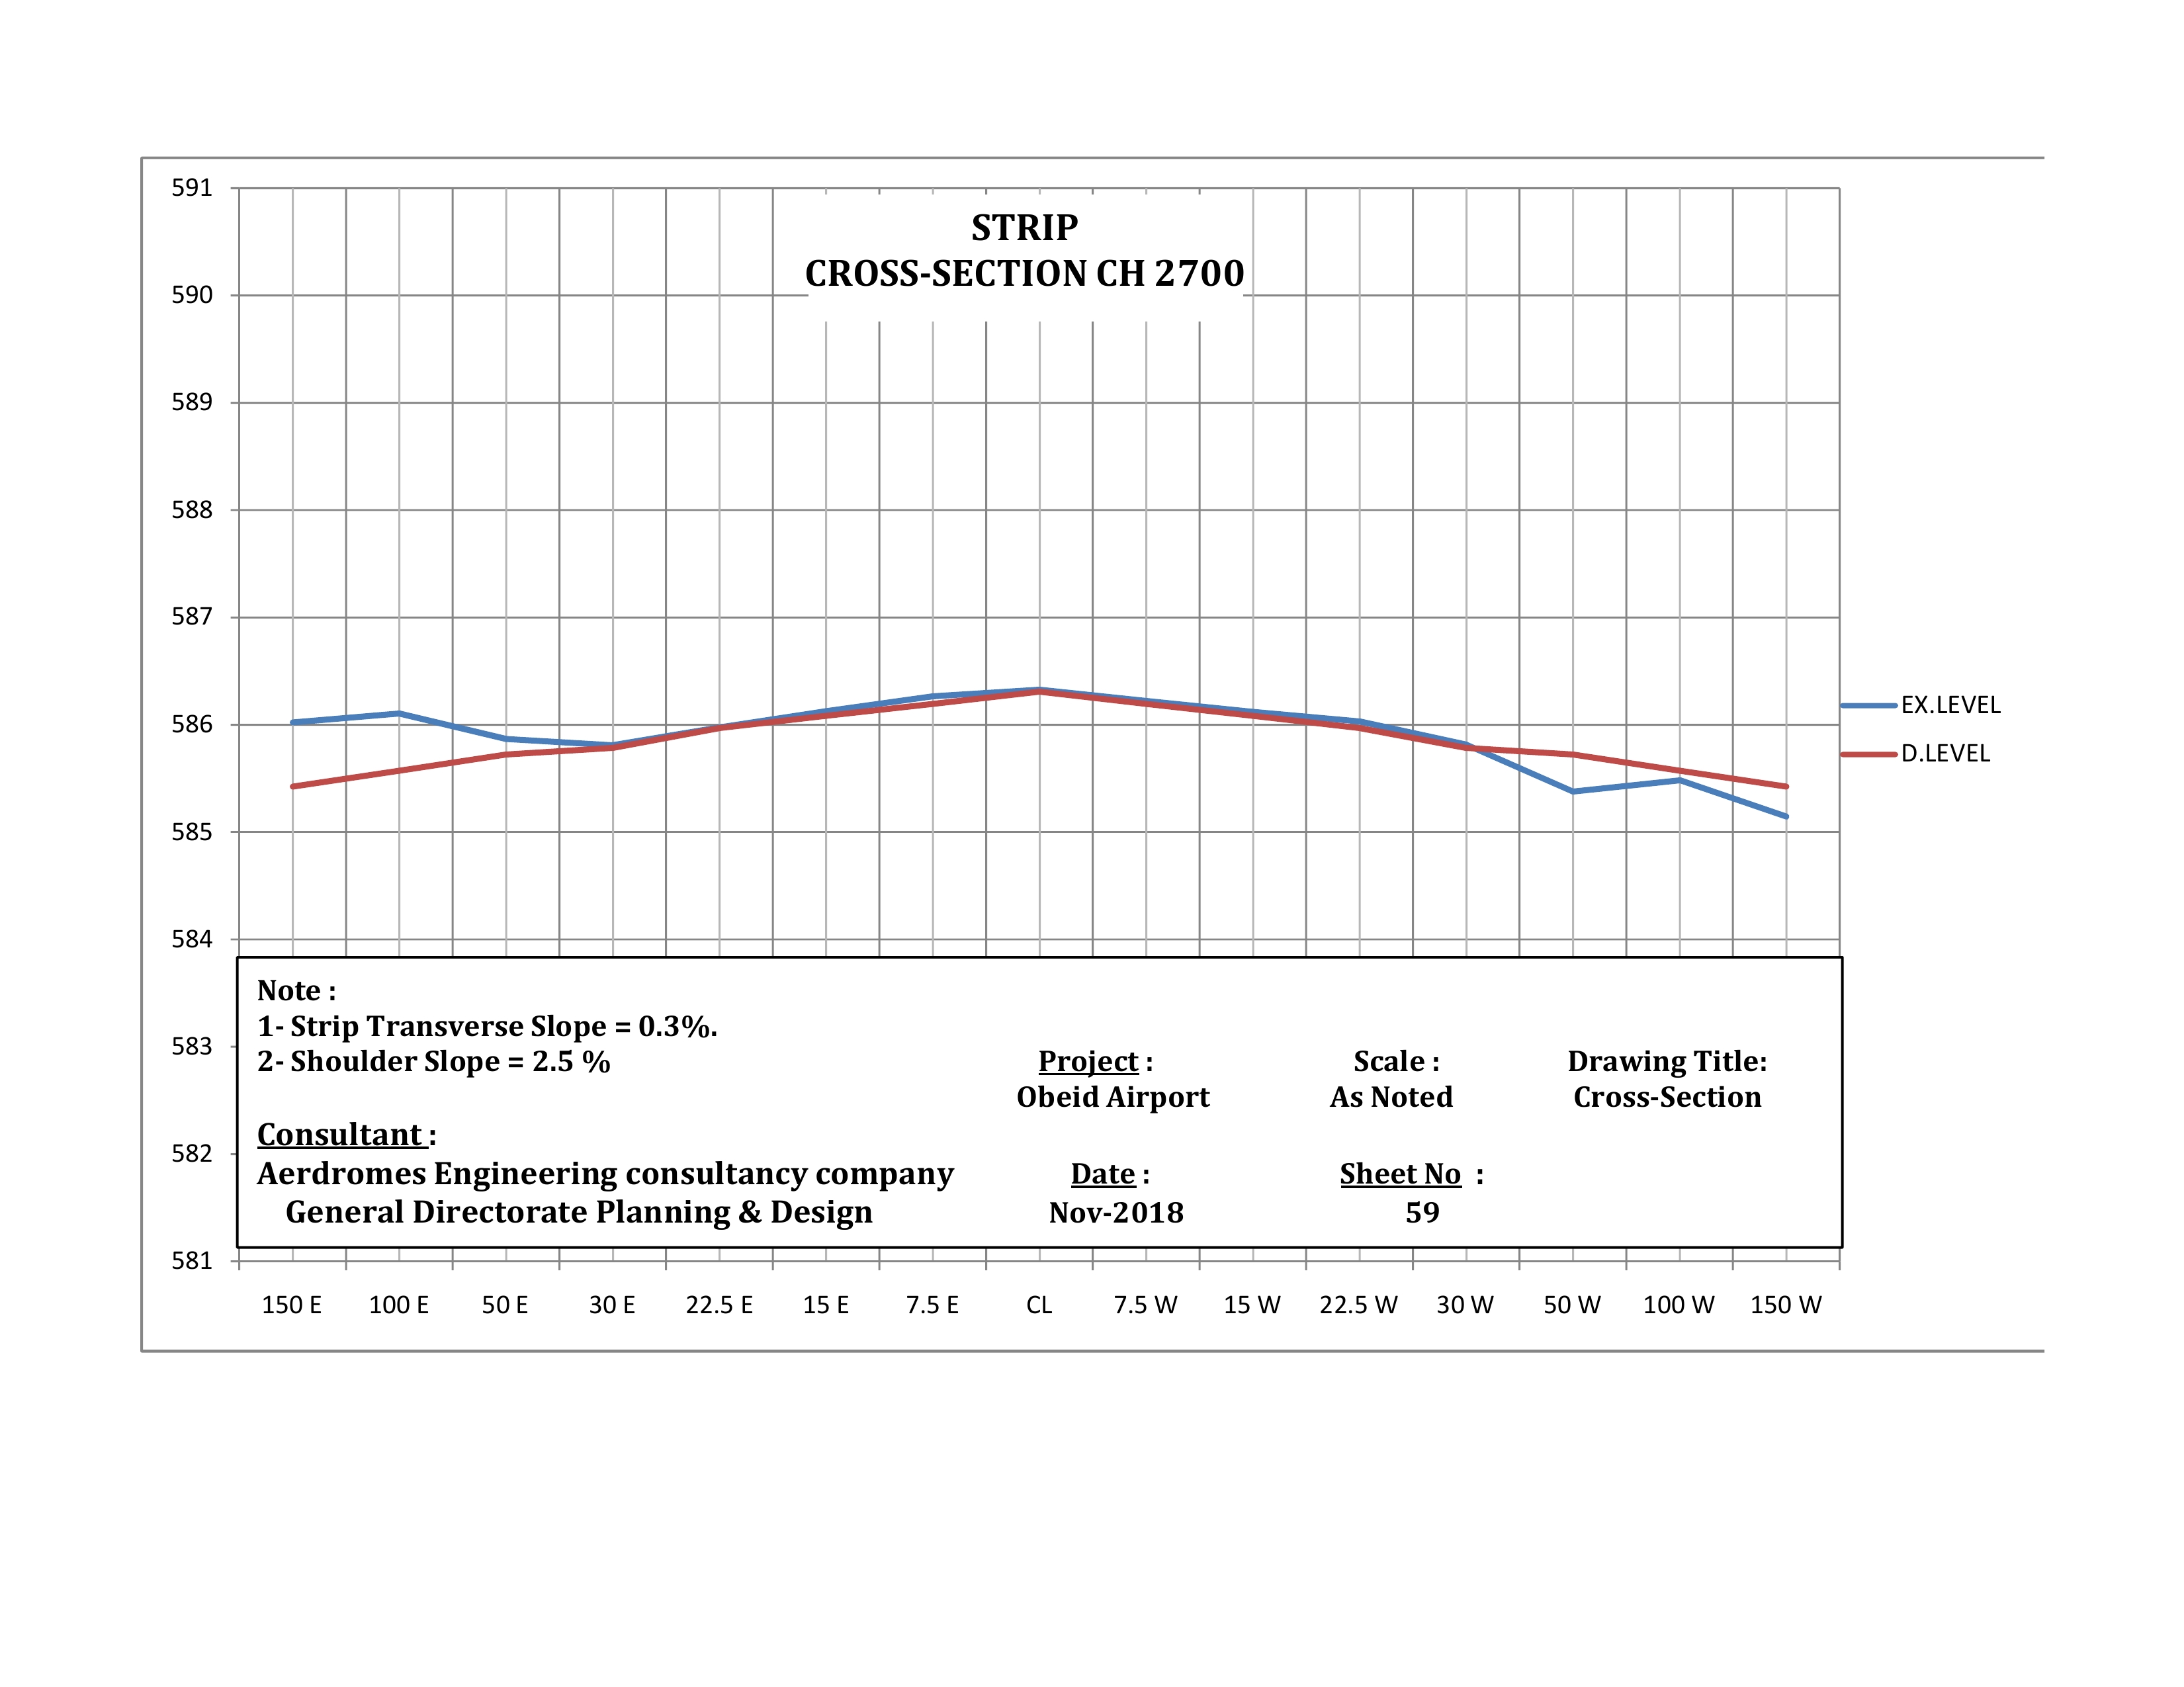 STRIP
CROSS-SECTION CH 2700
591
590
589
588
587
586
585
584
583
582
581
EX.LEVEL
D.LEVEL
Note :
1- Strip Transverse Slope = 0.3%.
2- Shoulder Slope = 2.5 %
Project : Scale : Drawing Title:
Obeid Airport As Noted Cross-Section
Consultant :
Aerdromes Engineering consultancy company Date : Sheet No :
General Directorate Planning & Design Nov-2018 59
150 E 100 E 50 E 30 E 22.5 E 15 E 7.5 E CL 7.5 W 15 W 22.5 W 30 W 50 W 100 W 150 W